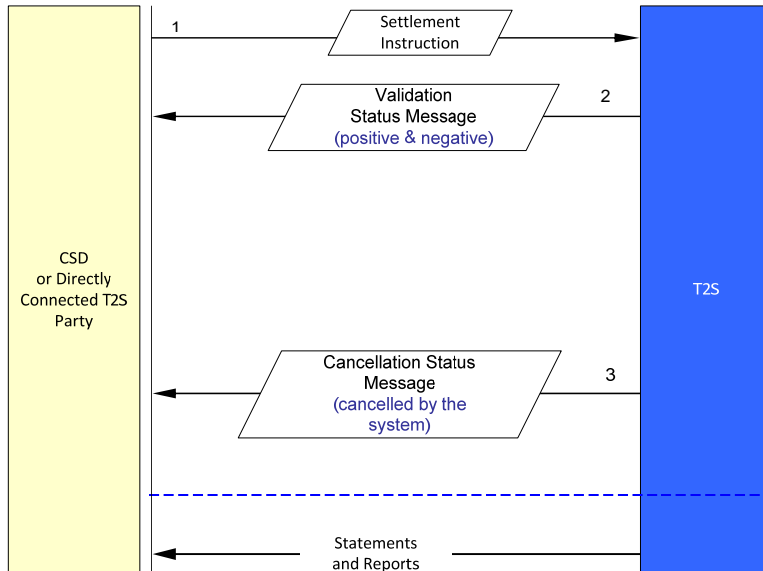 1
Settlement
Instruction
Validation
Status Message
(positive & negative)
2
CSD
or Directly
Connected T2S
Party
T2S
Cancellation Status
Message
(cancelled by the
system)
3
Statements
and Reports